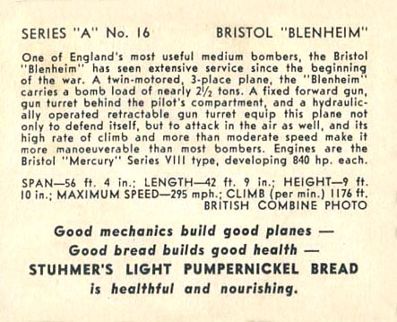 SERIES "A" No. 16 BRISTOL "BLENHEIM"
One of England's most useful medium bombers, the Bristol
"Blenheim" has seen extensive service since the beginning
of the war. A twin-motored, 3-place plane, the "Blenheim"
carries a bomb load of nearly 2½ tons. A fixed forward gun,
gun turret behind the pilot's compartment, and a hydraulic-
ally operated retractable gun turret equip this plane not
only to defend itself, but to attack in the air as well, and its
high rate of climb and more than moderate speed make it
more manoeuverable than most bombers. Engines are the
Bristol "Mercury" Series VIII type, developing 840 hp. each.
SPAN—56 ft. 4 in.; LENGTH—42 ft. 9 in.; HEIGHT—9 ft.
10 in.; MAXIMUM SPEED—295 mph.; CLIMB (per min.) 1176 ft.
BRITISH COMBINE PHOTO
Good mechanics build good planes —
Good bread builds good health —
STUHMER'S LIGHT PUMPERNICKEL BREAD
is healthful and nourishing.